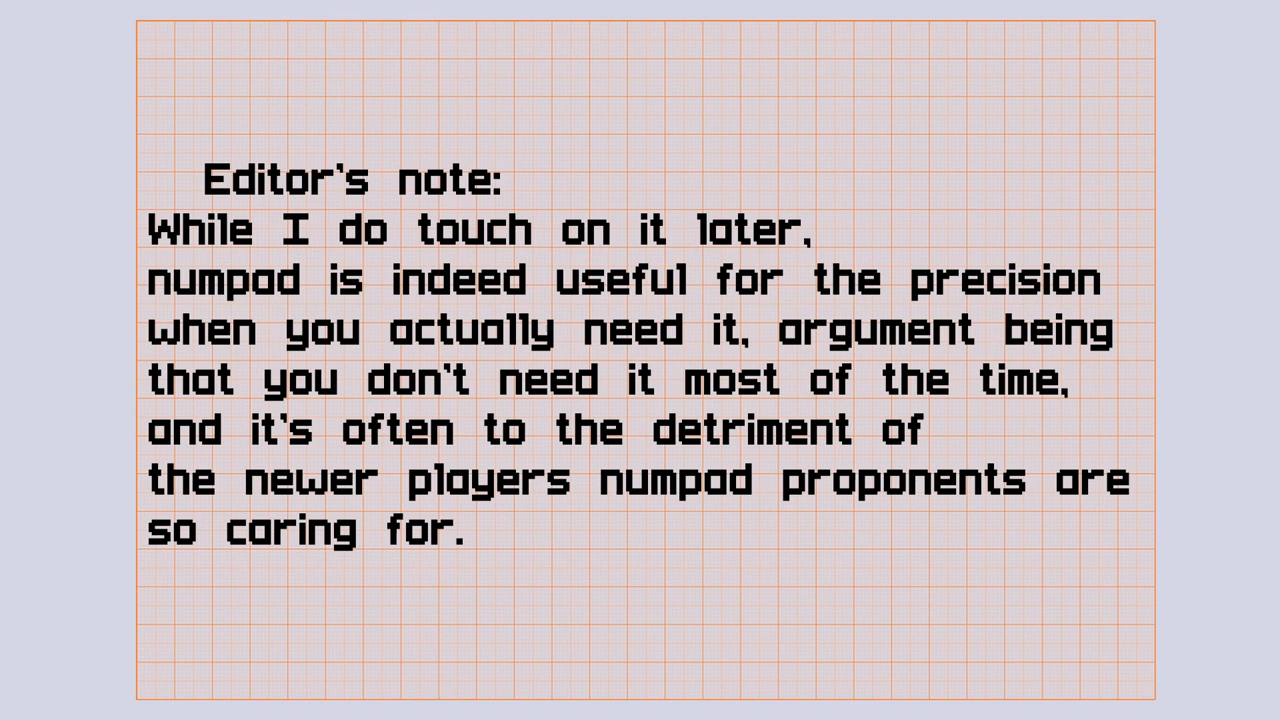 Editor's note:
While I do touch on it later,
numpad is indeed useful for the precision
when you actually need it, argument being
that you don't need it most of the time,
and it's often to the detriment of
the newer players numpad proponents are
so caring for.